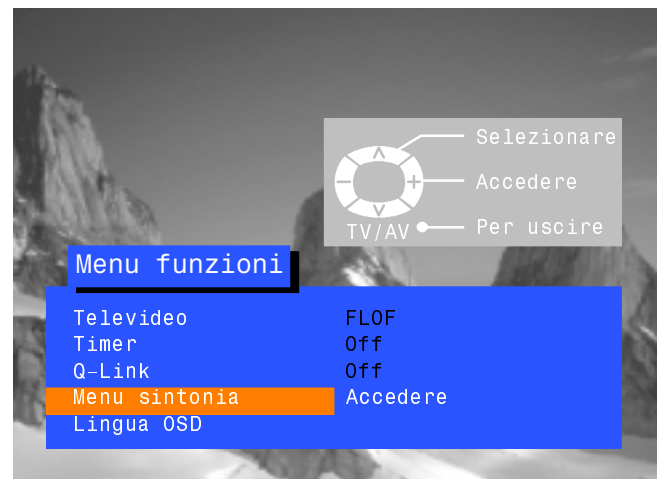 Selezionare
Accedere
TV/AV Per uscire
Menu funzioni
Televideo FLOF
Timer Off
Q-Link Off
Menu sintonia Accedere
Lingua OSD